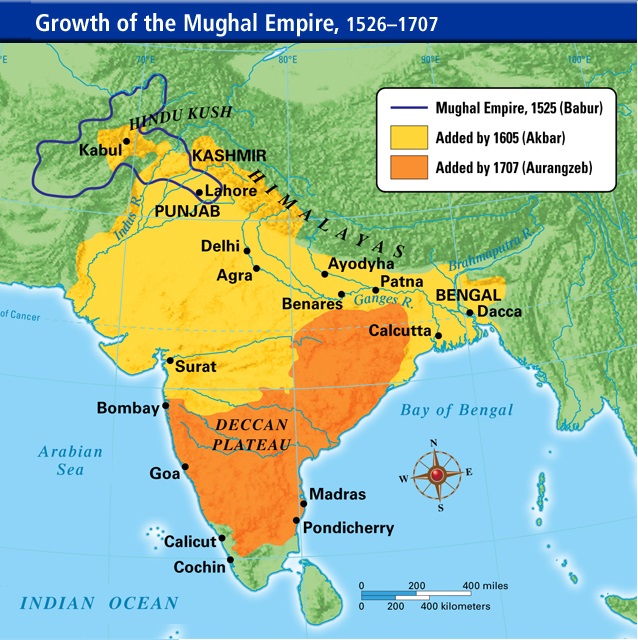 Growth of the Mughal Empire, 1526–1707
70°E
80°E
90°E
100°E
Mughal Empire, 1525 (Babur)
Added by 1605 (Akbar)
Added by 1707 (Aurangzeb)
HINDU KUSH
Kabul
KASHMIR
Lahore
PUNJAB
Indus R.
HIMALAYAS
Delhi
Agra
Ayodyha
Patna
Benares
Ganges R.
Brahmaputra R.
BENGAL
Dacca
Calcutta
of Cancer
Surat
Bombay
DECCAN
PLATEAU
Bay of Bengal
Arabian
Sea
Goa
N
W
E
S
Madras
Pondicherry
Calicut
Cochin
INDIAN OCEAN
0 200 400 miles
0 200 400 kilometers